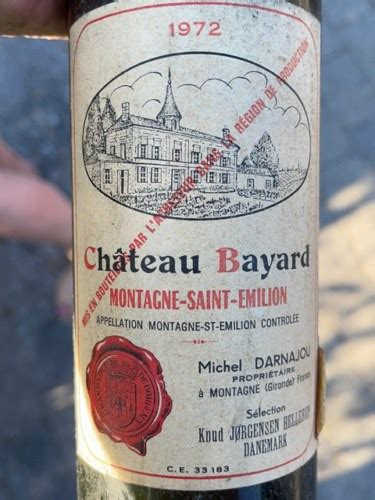 1972
MIS EN BOUTEILLE PAR L'ACHETEUR DANS LA RÉGION DE PRODUCTION
Château Bayard
MONTAGNE-SAINT-EMILION
APPELLATION MONTAGNE-ST-EMILION CONTROLÉE
Michel DARNAJOU
PROPRIÉTAIRE
à MONTAGNE (Gironde) France
Sélection
Knud JØRGENSEN HELLERUP
DANEMARK
C.E. 33183